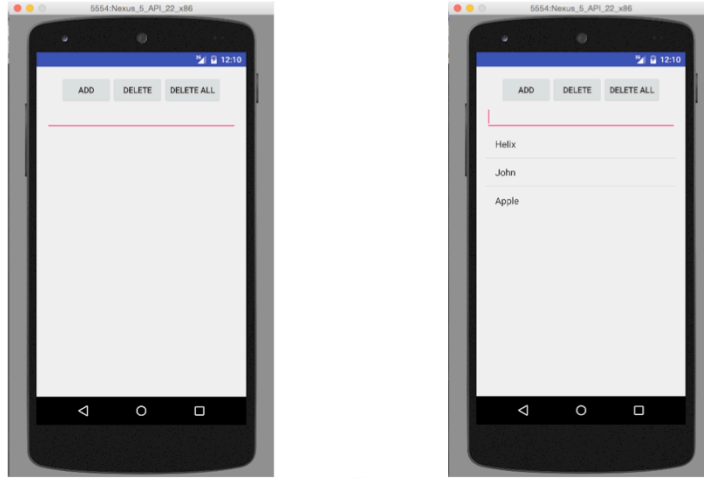 5554:Nexus_5_API_22_x86
12:10
ADD DELETE DELETE ALL
5554:Nexus_5_API_22_x86
12:10
ADD DELETE DELETE ALL
Helix
John
Apple